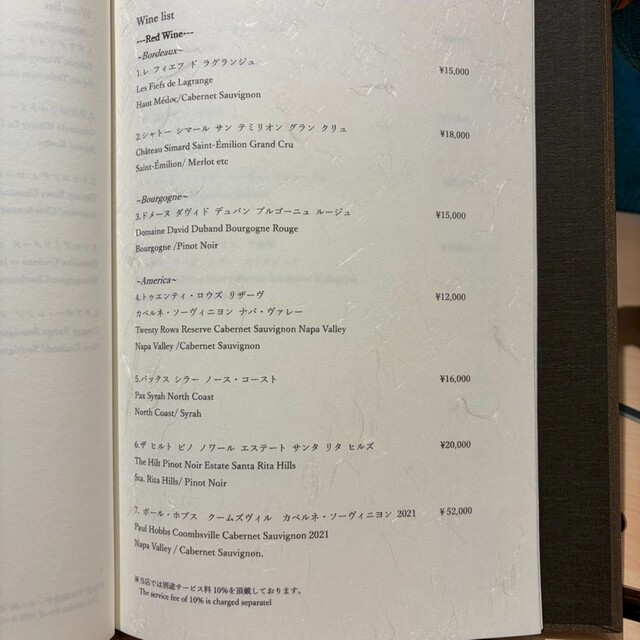 Wine list
---Red Wine---
~Bordeaux~
1.レ フィエフ ド ラグランジュ
¥15,000
Les Fiefs de Lagrange
Haut Médoc/Cabernet Sauvignon
2.シャトー シマール サン テミリオン グラン クリュ
¥18,000
Château Simard Saint-Émilion Grand Cru
Saint-Émilion/ Merlot etc
~Bourgogne~
3.ドメーヌ ダヴィド デュバン ブルゴーニュ ルージュ
¥15,000
Domaine David Duband Bourgogne Rouge
Bourgogne /Pinot Noir
~America~
4.トゥエンティ・ロウズ リザーヴ
¥12,000
カベルネ・ソーヴィニヨン ナパ・ヴァレー
Twenty Rows Reserve Cabernet Sauvignon Napa Valley
Napa Valley /Cabernet Sauvignon
5.パックス シラー ノース・コースト
¥16,000
Pax Syrah North Coast
North Coast/ Syrah
6.ザ ヒルト ピノ ノワール エステート サンタ リタ ヒルズ
¥20,000
The Hilt Pinot Noir Estate Santa Rita Hills
Sta. Rita Hills/ Pinot Noir
7. ポール・ホブス クームズヴィル カベルネ・ソーヴィニヨン 2021
¥ 52,000
Paul Hobbs Coombsville Cabernet Sauvignon 2021
Napa Valley / Cabernet Sauvignon.
※当店では別途サービス料 10%を頂戴しております。
The service fee of 10% is charged separatel